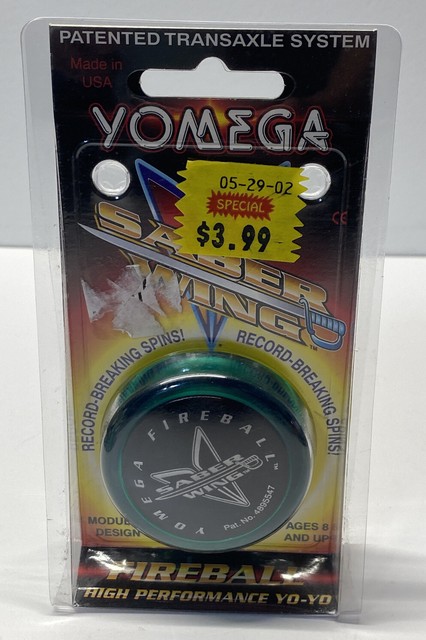 PATENTED TRANSAXLE SYSTEM
Made in
USA
YOMEGA
05-29-02
SPECIAL
$3.99
SABER
WING
TM
RECORD-BREAKING SPINS!
RECORD-BREAKING SPINS!
YOMEGA FIREBALL TM
SABER
WING
Pat. No. 4895547
DESIGN
AGES 8
AND UP
FIREBALL
HIGH PERFORMANCE YO-YO